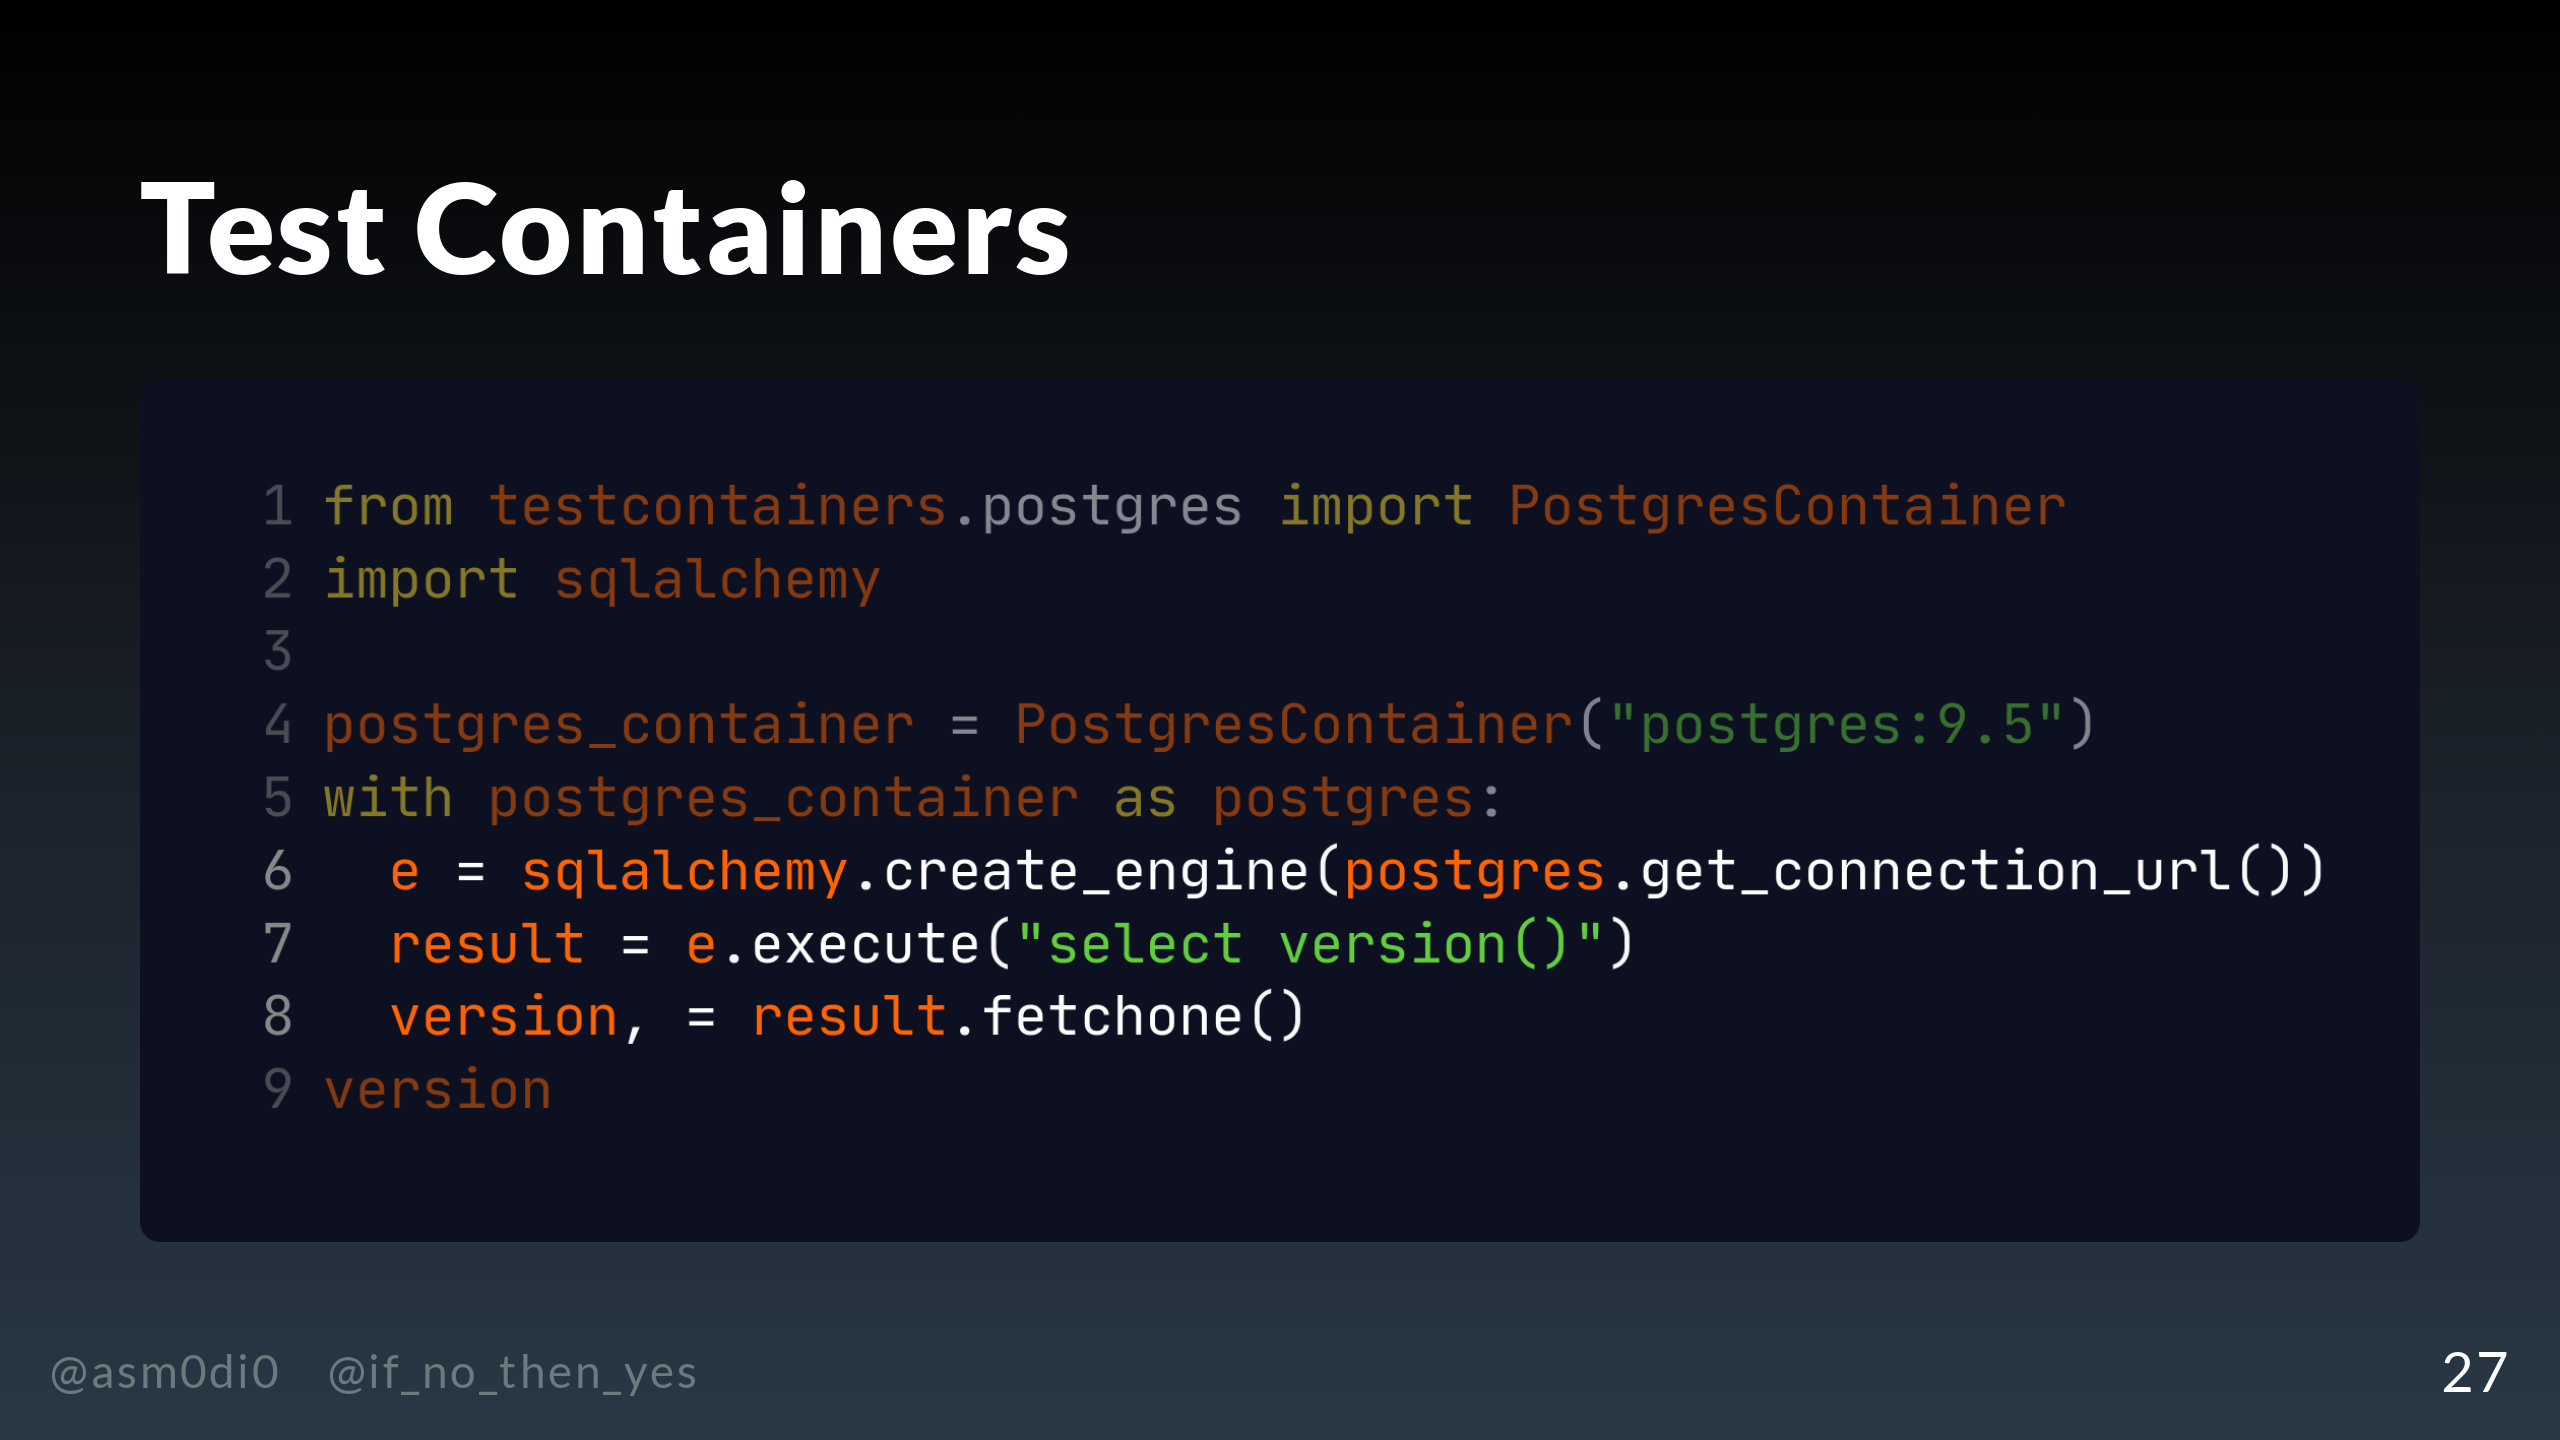 Test Containers
1 from testcontainers.postgres import PostgresContainer
2 import sqlalchemy
3
4 postgres_container = PostgresContainer("postgres:9.5")
5 with postgres_container as postgres:
6   e = sqlalchemy.create_engine(postgres.get_connection_url())
7   result = e.execute("select version()")
8   version, = result.fetchone()
9 version
@asm0di0 @if_no_then_yes
27